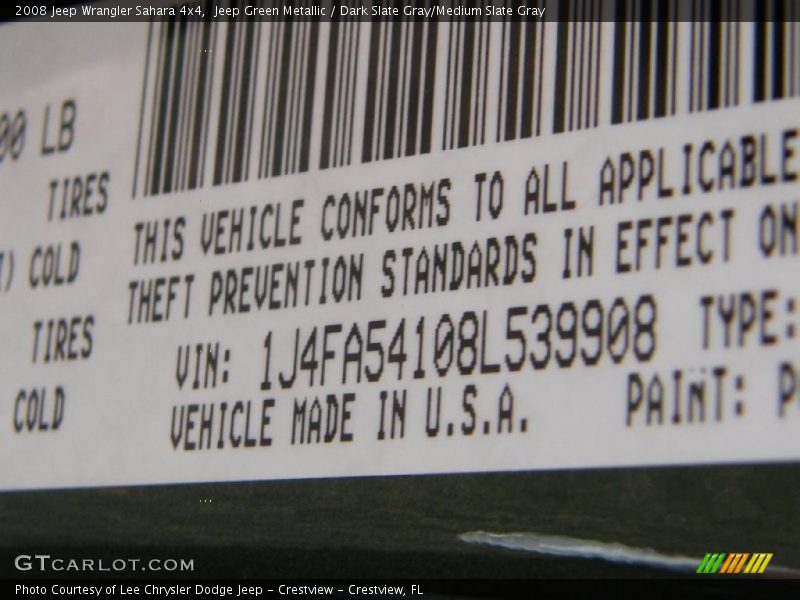 2008 Jeep Wrangler Sahara 4x4,  Jeep Green Metallic / Dark Slate Gray/Medium Slate Gray
00 LB
TIRES
COLD
TIRES
COLD
THIS VEHICLE CONFORMS TO ALL APPLICABLE
THEFT PREVENTION STANDARDS IN EFFECT ON
VIN: 1J4FA54108L539908 TYPE:
VEHICLE MADE IN U.S.A. PAINT: P
GTCARLOT.COM
Photo Courtesy of Lee Chrysler Dodge Jeep - Crestview - Crestview, FL